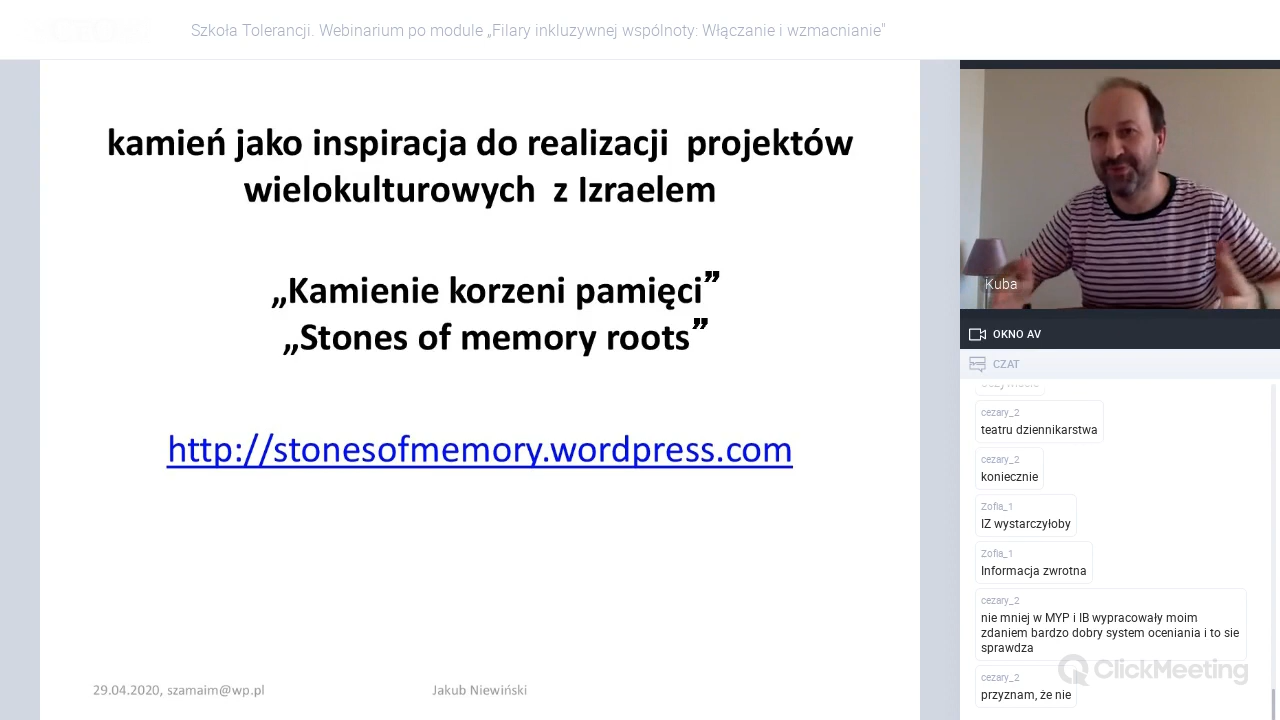 Szkoła Tolerancji. Webinarium po module „Filary inkluzywnej wspólnoty: Włączanie i wzmacnianie"
kamień jako inspiracja do realizacji  projektów
wielokulturowych  z Izraelem
„Kamienie korzeni pamięci”
„Stones of memory roots”
http://stonesofmemory.wordpress.com
29.04.2020, szamaim@wp.pl
Jakub Niewiński
Kuba
OKNO AV
CZAT
cezary_2
teatru dziennikarstwa
cezary_2
koniecznie
Zofia_1
IZ wystarczyłoby
Zofia_1
Informacja zwrotna
cezary_2
nie mniej w MYP i IB wypracowały moim
zdaniem bardzo dobry system oceniania i to sie
sprawdza
cezary_2
przyznam, że nie
ClickMeeting